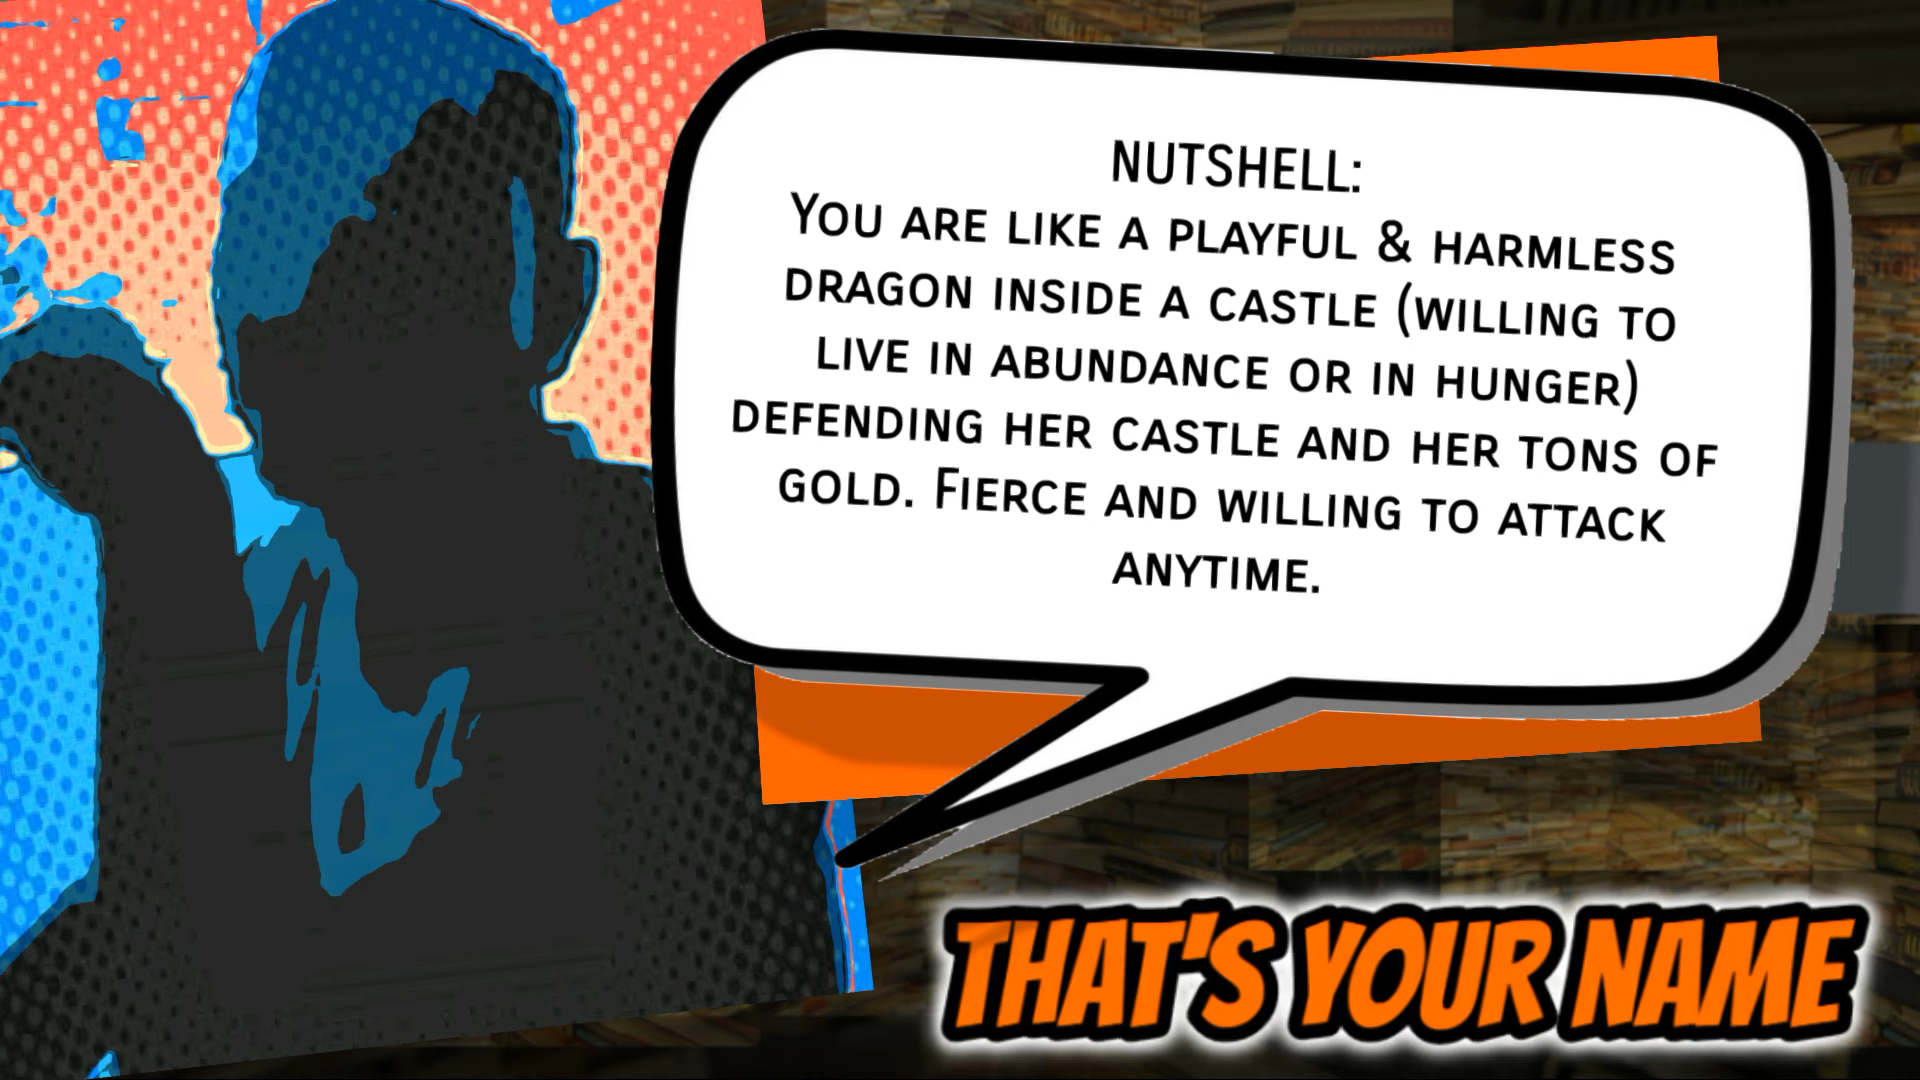 NUTSHELL:
You are like a playful & harmless
dragon inside a castle (willing to
live in abundance or in hunger)
defending her castle and her tons of
gold. Fierce and willing to attack
anytime.
THAT'S YOUR NAME